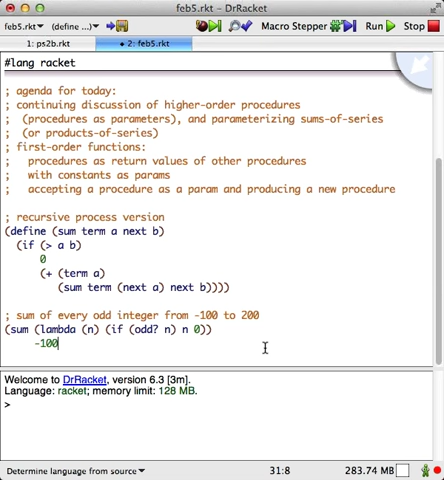 feb5.rkt - DrRacket
feb5.rkt▾ (define ...)▾ Macro Stepper Run Stop
1: ps2b.rkt • 2: feb5.rkt
#lang racket
; agenda for today:
; continuing discussion of higher-order procedures
;   (procedures as parameters), and parameterizing sums-of-series
;   (or products-of-series)
; first-order functions:
;    procedures as return values of other procedures
;    with constants as params
;    accepting a procedure as a param and producing a new procedure
; recursive process version
(define (sum term a next b)
  (if (> a b)
      0
      (+ (term a)
         (sum term (next a) next b))))
; sum of every odd integer from -100 to 200
(sum (lambda (n) (if (odd? n) n 0))
     -100
Welcome to DrRacket, version 6.3 [3m].
Language: racket; memory limit: 128 MB.
>
Determine language from source▾ 31:8 283.74 MB